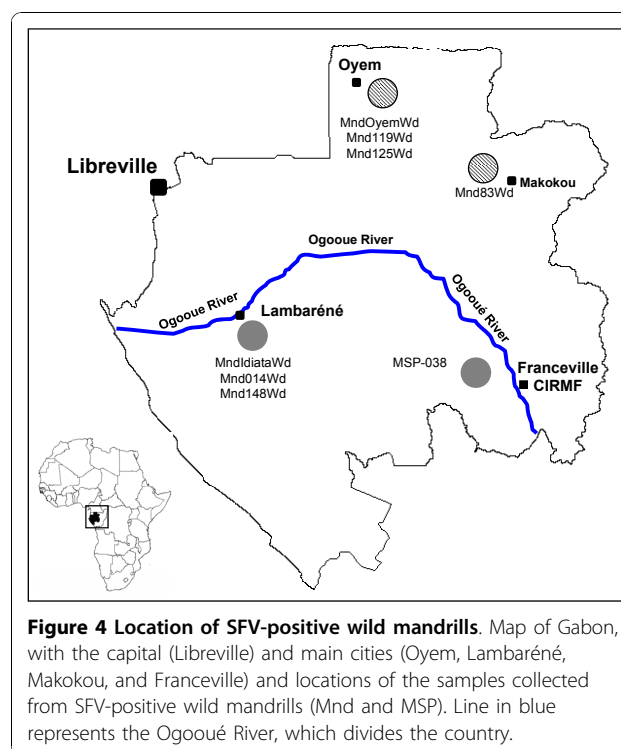 Oyem
MndOyemWd
Mnd119Wd
Mnd125Wd
Libreville
Makokou
Mnd83Wd
Ogooue River
Ogooue River
Ogooué River
Lambaréné
MndIdiataWd
Mnd014Wd
Mnd148Wd
MSP-038
Franceville
CIRMF
Figure 4 Location of SFV-positive wild mandrills. Map of Gabon,
with the capital (Libreville) and main cities (Oyem, Lambaréné,
Makokou, and Franceville) and locations of the samples collected
from SFV-positive wild mandrills (Mnd and MSP). Line in blue
represents the Ogooué River, which divides the country.